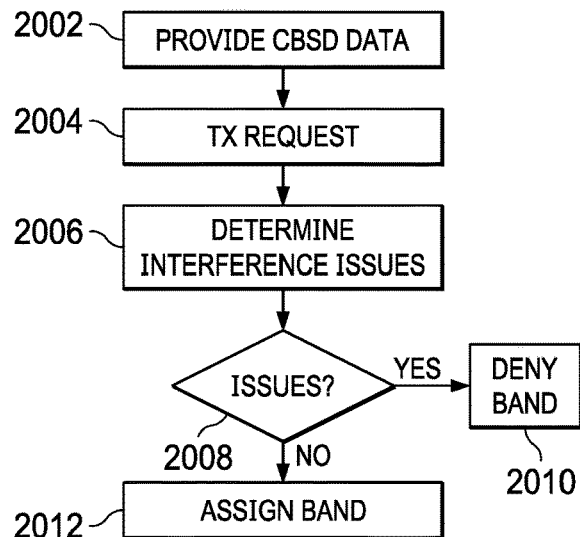 2002
PROVIDE CBSD DATA
2004
TX REQUEST
2006
DETERMINE
INTERFERENCE ISSUES
ISSUES?
YES
DENY
BAND
2008
NO
2010
2012
ASSIGN BAND